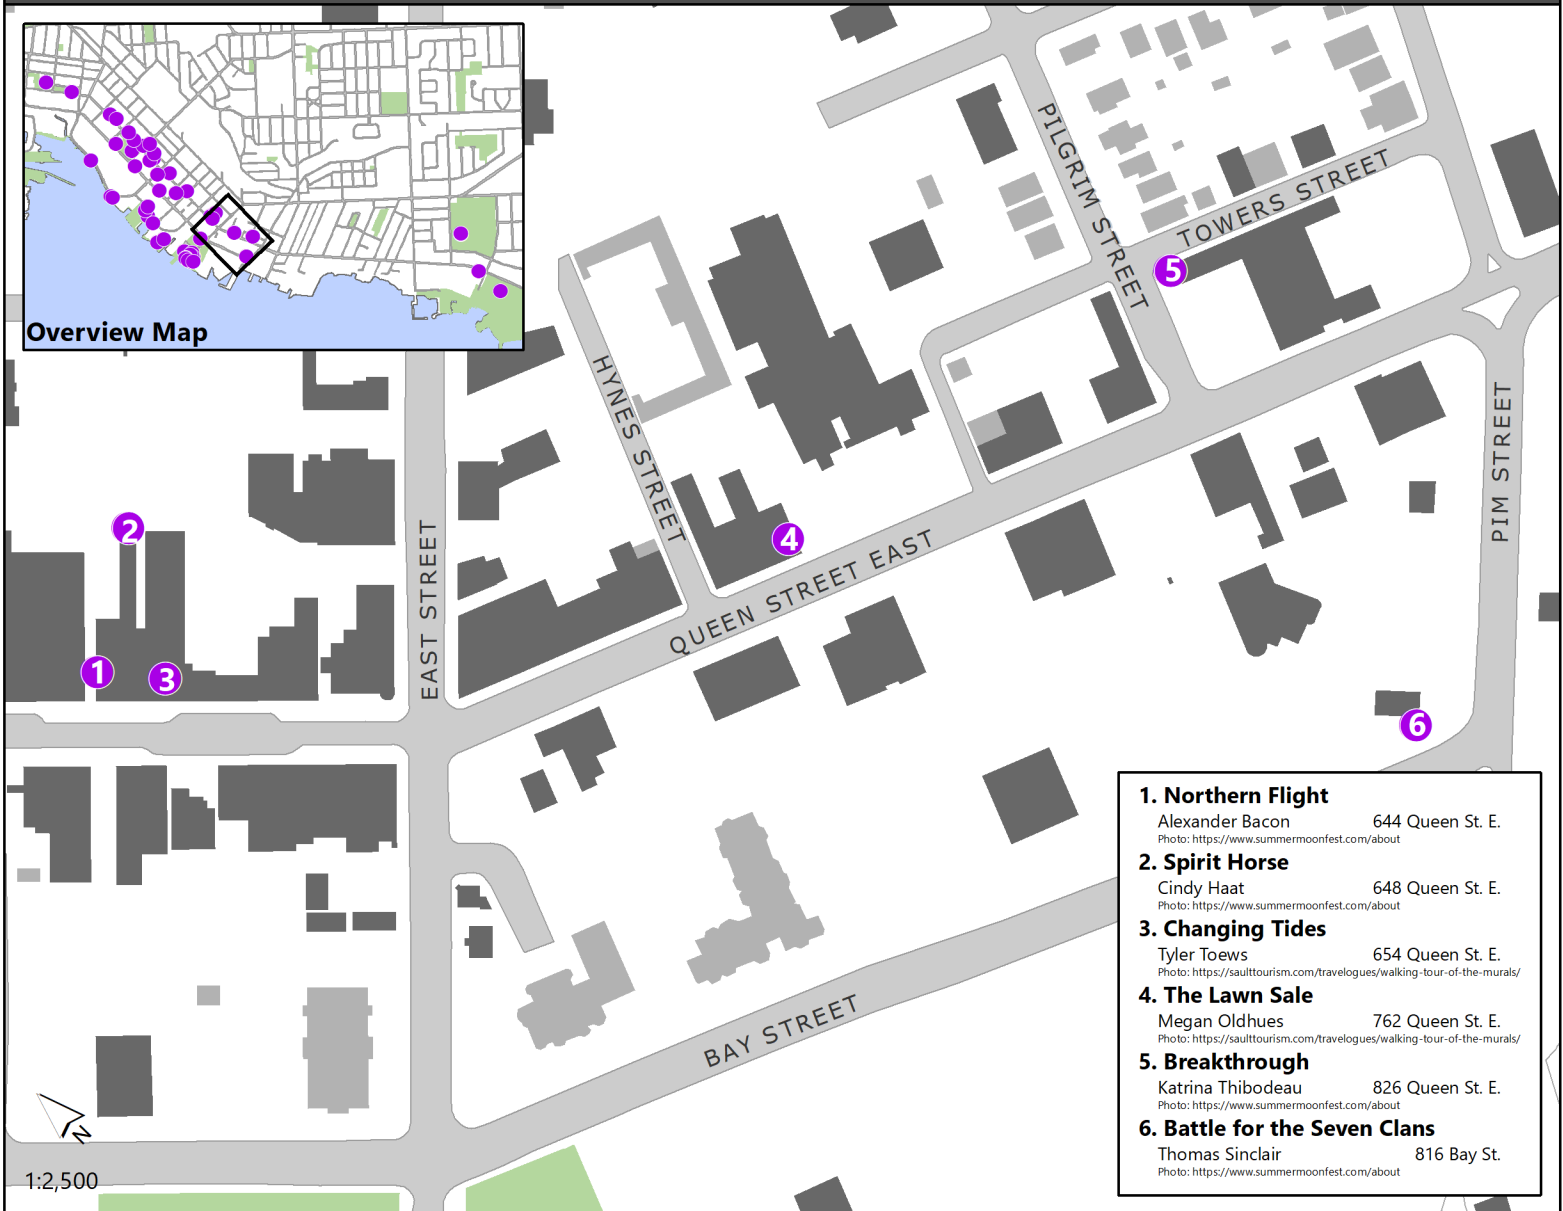 Overview Map
PILGRIM STREET
TOWERS STREET
5
HYNES STREET
PIM STREET
2
4
EAST STREET
QUEEN STREET EAST
1
3
6
BAY STREET
N
1:2,500
1. Northern Flight
Alexander Bacon 644 Queen St. E.
Photo: https://www.summermoonfest.com/about
2. Spirit Horse
Cindy Haat 648 Queen St. E.
Photo: https://www.summermoonfest.com/about
3. Changing Tides
Tyler Toews 654 Queen St. E.
Photo: https://saulttourism.com/travelogues/walking-tour-of-the-murals/
4. The Lawn Sale
Megan Oldhues 762 Queen St. E.
Photo: https://saulttourism.com/travelogues/walking-tour-of-the-murals/
5. Breakthrough
Katrina Thibodeau 826 Queen St. E.
Photo: https://www.summermoonfest.com/about
6. Battle for the Seven Clans
Thomas Sinclair 816 Bay St.
Photo: https://www.summermoonfest.com/about